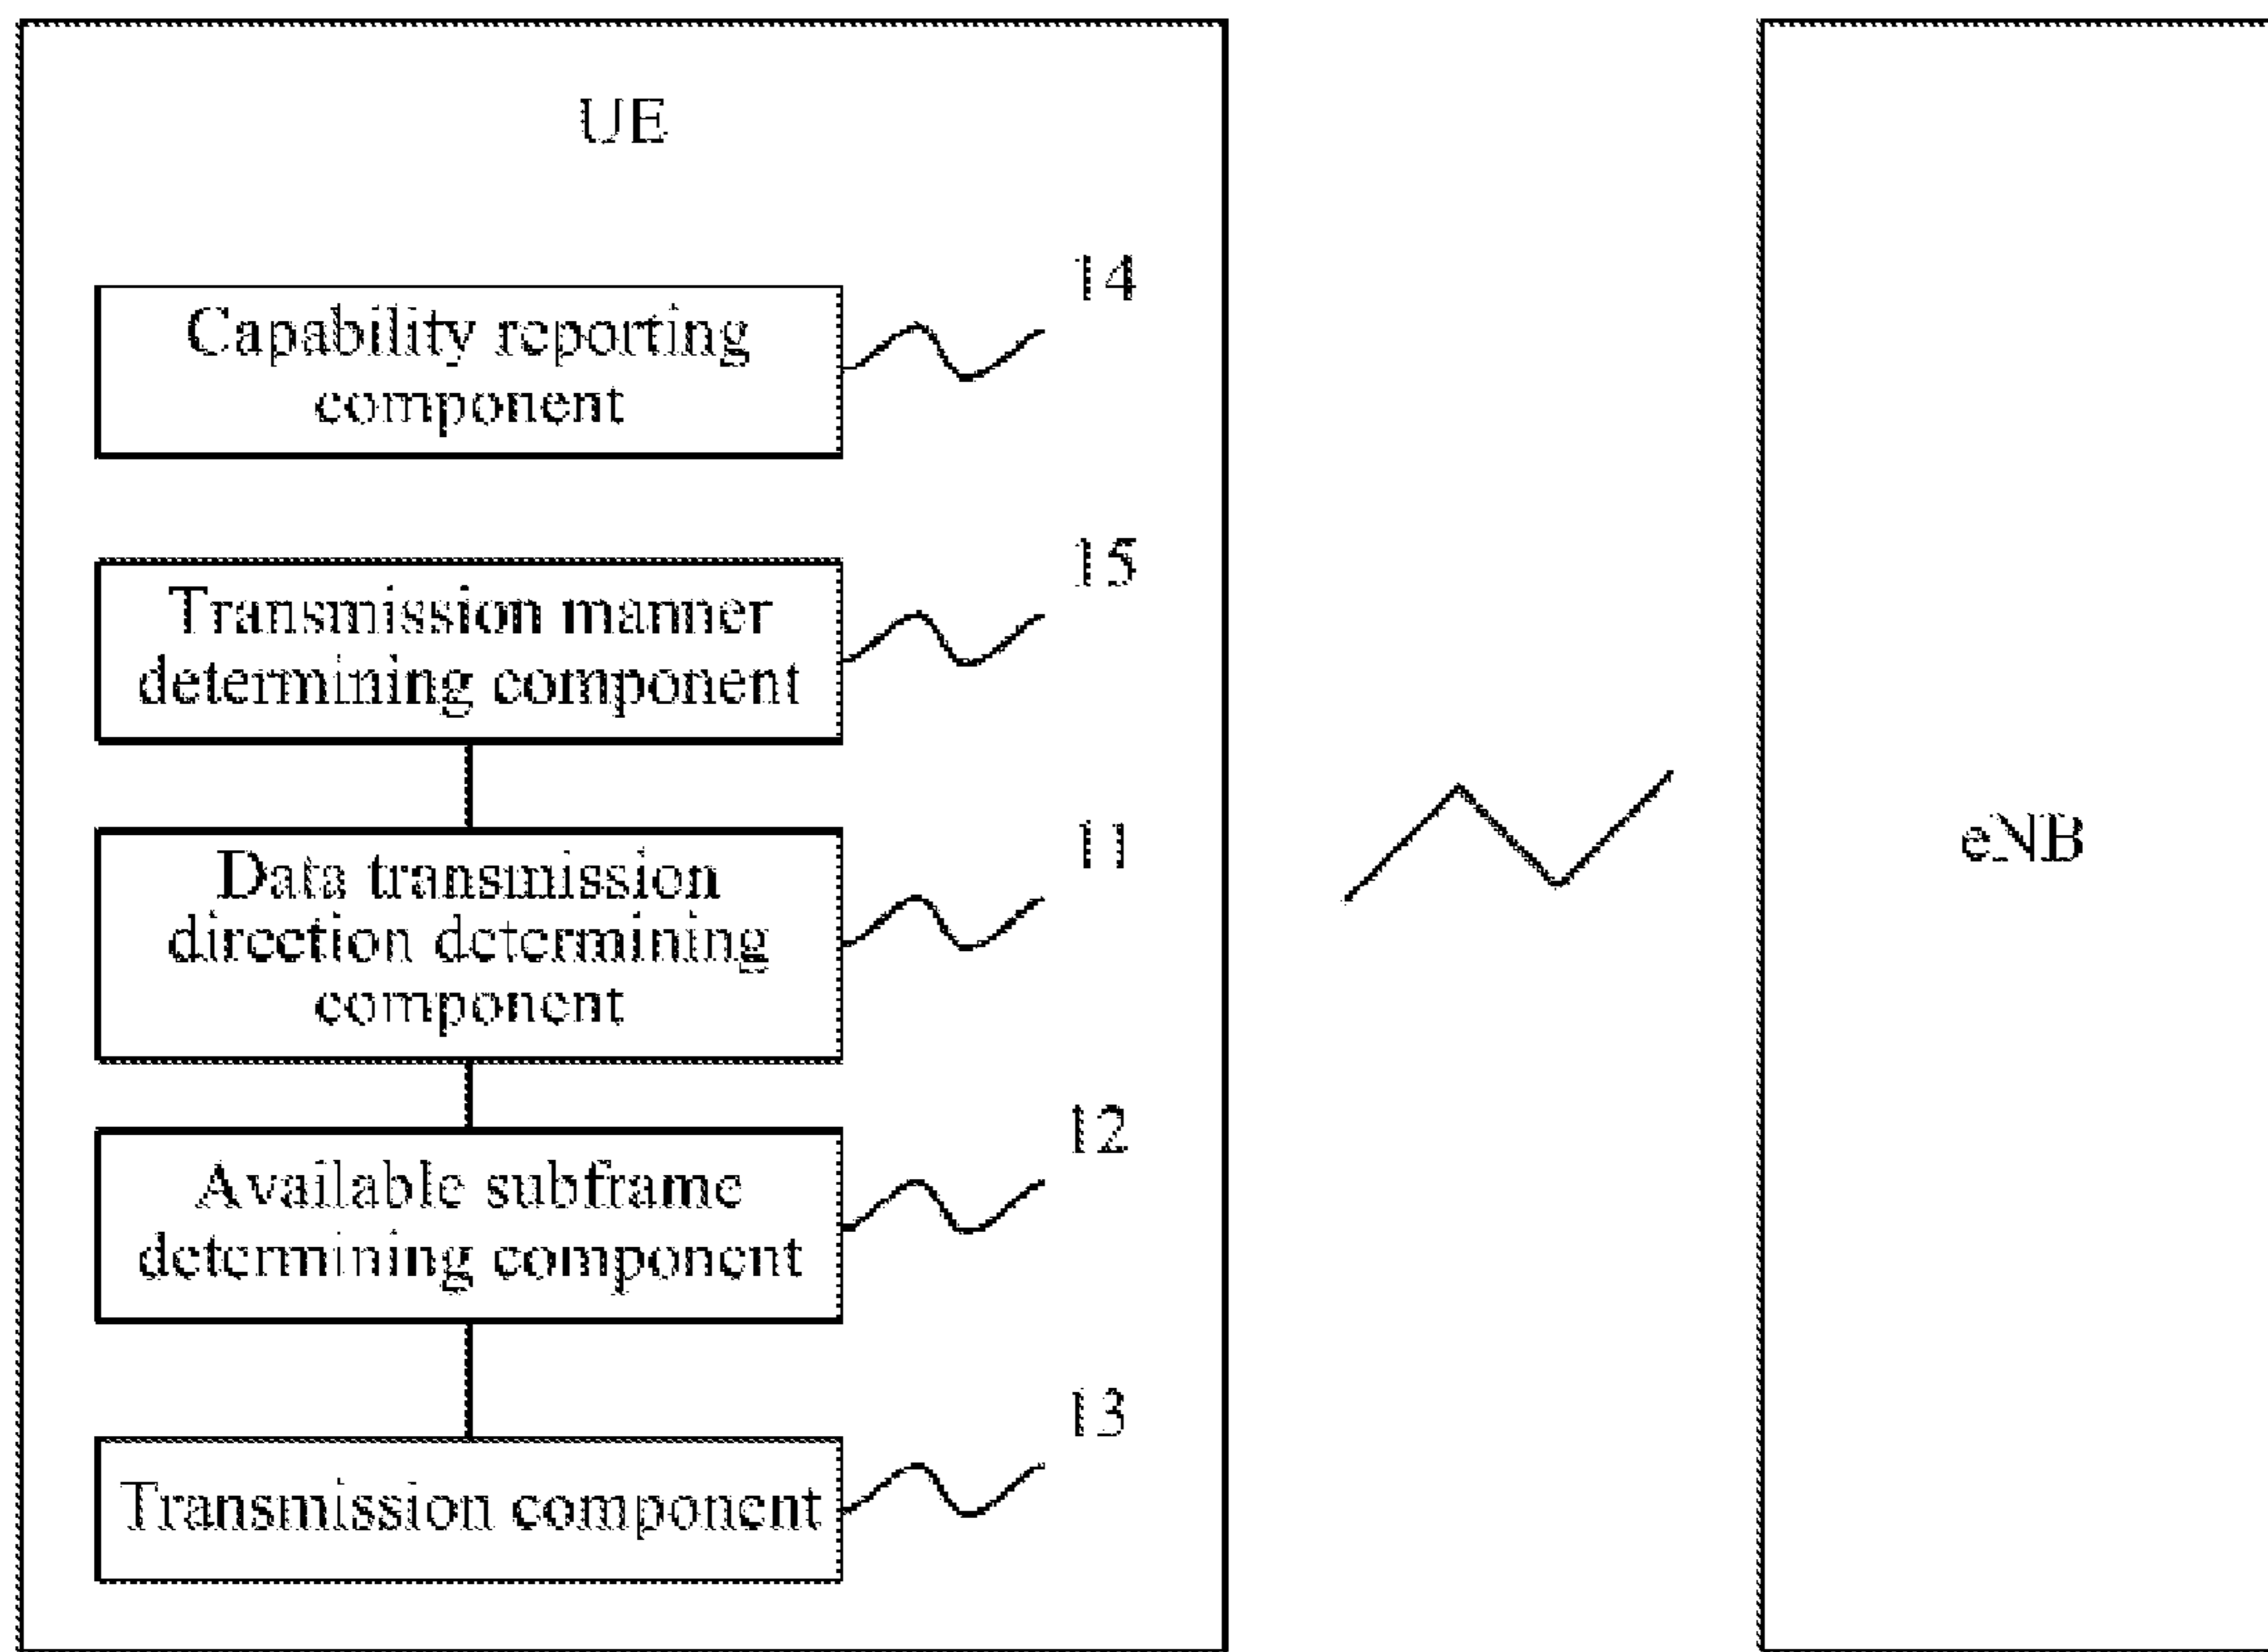 UE
14
Capability reporting
component
15
Transmission manner
determining component
11
Data transmission
direction determining
component
eNB
12
Available subframe
determining component
13
Transmission component